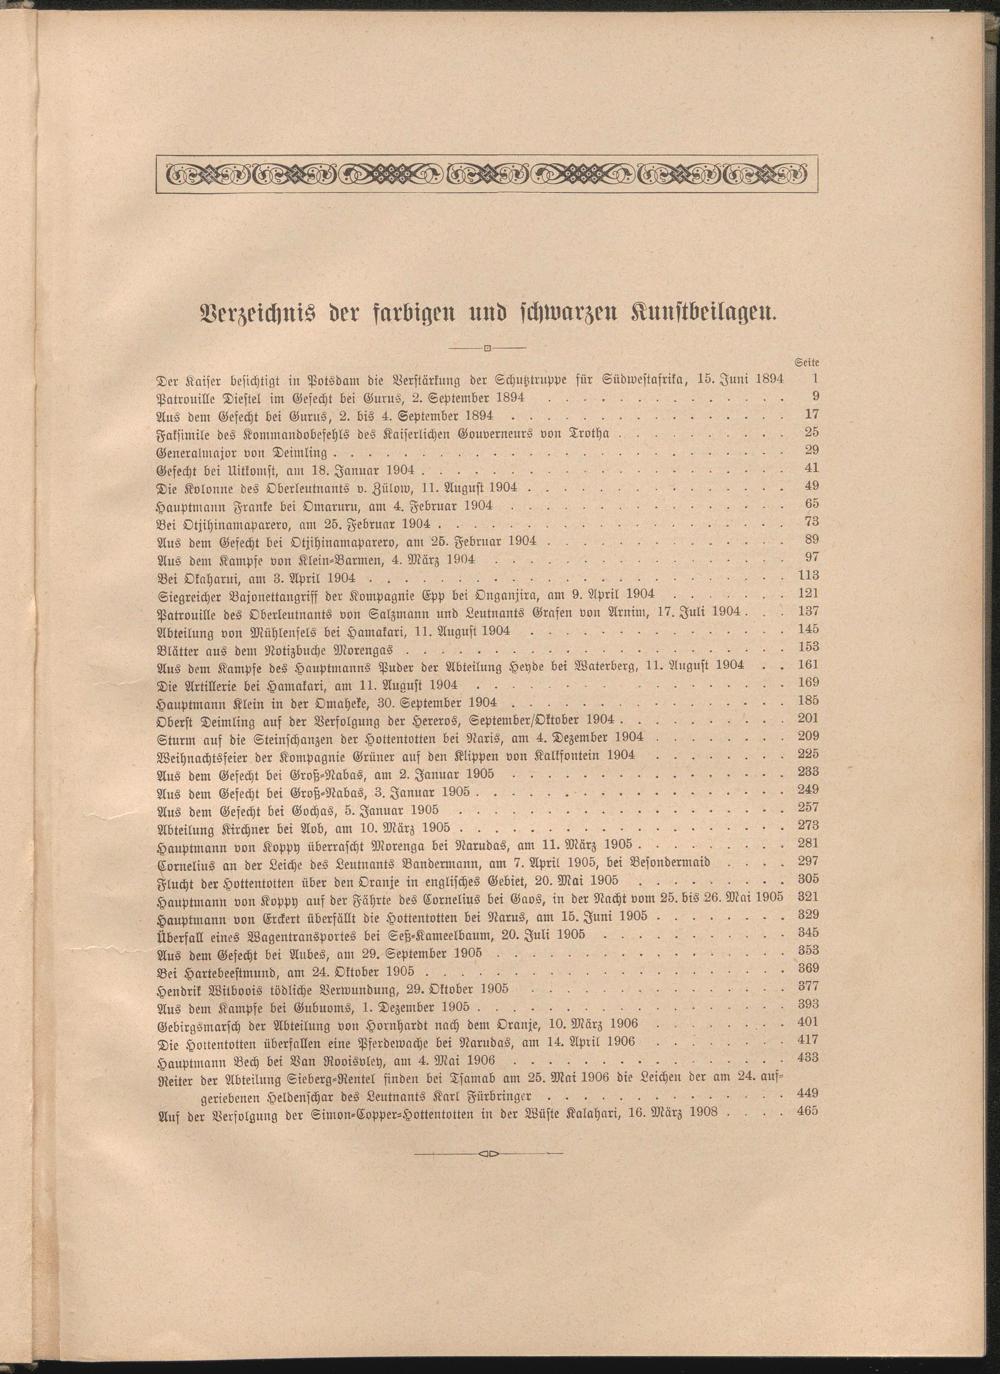 Verzeichnis der farbigen und schwarzen Kunstbeilagen.
Seite
Der Kaiser besichtigt in Potsdam die Verstärkung der Schutztruppe für Südwestafrika, 15. Juni 1894 1
Patrouille Diestel im Gefecht bei Gurus, 2. September 1894 . . . . . . . . . . . . . . 9
Aus dem Gefecht bei Gurus, 2. bis 4. September 1894 . . . . . . . . . . . . . . . . 17
Faksimile des Kommandobefehls des Kaiserlichen Gouverneurs von Trotha . . . . . . . . . . 25
Generalmajor von Deimling . . . . . . . . . . . . . . . . . . . . . . . . . . 29
Gefecht bei Uitkomst, am 18. Januar 1904 . . . . . . . . . . . . . . . . . . . . . 41
Die Kolonne des Oberleutnants v. Zülow, 11. August 1904 . . . . . . . . . . . . . . . 49
Hauptmann Franke bei Omaruru, am 4. Februar 1904 . . . . . . . . . . . . . . . . 65
Bei Otjihinamaparero, am 25. Februar 1904 . . . . . . . . . . . . . . . . . . . . 73
Aus dem Gefecht bei Otjihinamaparero, am 25. Februar 1904 . . . . . . . . . . . . . . 89
Aus dem Kampfe von Klein-Barmen, 4. März 1904 . . . . . . . . . . . . . . . . . 97
Bei Okaharui, am 3. April 1904 . . . . . . . . . . . . . . . . . . . . . . . . 113
Siegreicher Bajonettangriff der Kompagnie Epp bei Onganjira, am 9. April 1904 . . . . . . . 121
Patrouille des Oberleutnants von Salzmann und Leutnants Grafen von Arnim, 17. Juli 1904 . . . 137
Abteilung von Mühlenfels bei Hamakari, 11. August 1904 . . . . . . . . . . . . . . . 145
Blätter aus dem Notizbuche Morengas . . . . . . . . . . . . . . . . . . . . . . 153
Aus dem Kampfe des Hauptmanns Puder der Abteilung Heyde bei Waterberg, 11. August 1904 . . 161
Die Artillerie bei Hamakari, am 11. August 1904 . . . . . . . . . . . . . . . . . . 169
Hauptmann Klein in der Omaheke, 30. September 1904 . . . . . . . . . . . . . . . . 185
Oberst Deimling auf der Verfolgung der Hereros, September/Oktober 1904 . . . . . . . . . . 201
Sturm auf die Steinschanzen der Hottentotten bei Naris, am 4. Dezember 1904 . . . . . . . . 209
Weihnachtsfeier der Kompagnie Grüner auf den Klippen von Kalkfontein 1904 . . . . . . . . 225
Aus dem Gefecht bei Groß-Nabas, am 2. Januar 1905 . . . . . . . . . . . . . . . . 233
Aus dem Gefecht bei Groß-Nabas, 3. Januar 1905 . . . . . . . . . . . . . . . . . . 249
Aus dem Gefecht bei Gochas, 5. Januar 1905 . . . . . . . . . . . . . . . . . . . 257
Abteilung Kirchner bei Aob, am 10. März 1905 . . . . . . . . . . . . . . . . . . . 273
Hauptmann von Koppy überrascht Morenga bei Narudas, am 11. März 1905 . . . . . . . . . 281
Cornelius an der Leiche des Leutnants Bandermann, am 7. April 1905, bei Besondermaid . . . . 297
Flucht der Hottentotten über den Oranje in englisches Gebiet, 20. Mai 1905 . . . . . . . . . 305
Hauptmann von Koppy auf der Fährte des Cornelius bei Gaos, in der Nacht vom 25. bis 26. Mai 1905 321
Hauptmann von Erckert überfällt die Hottentotten bei Narus, am 15. Juni 1905 . . . . . . . . 329
Überfall eines Wagentransportes bei Seß-Kameelbaum, 20. Juli 1905 . . . . . . . . . . . 345
Aus dem Gefecht bei Aubes, am 29. September 1905 . . . . . . . . . . . . . . . . . 353
Bei Hartebeestmund, am 24. Oktober 1905 . . . . . . . . . . . . . . . . . . . . . 369
Hendrik Witboois tödliche Verwundung, 29. Oktober 1905 . . . . . . . . . . . . . . . 377
Aus dem Kampfe bei Gubuoms, 1. Dezember 1905 . . . . . . . . . . . . . . . . . . 393
Gebirgsmarsch der Abteilung von Hornhardt nach dem Oranje, 10. März 1906 . . . . . . . . 401
Die Hottentotten überfallen eine Pferdewache bei Narudas, am 14. April 1906 . . . . . . . . 417
Hauptmann Bech bei Van Rooisvley, am 4. Mai 1906 . . . . . . . . . . . . . . . . 433
Reiter der Abteilung Sieberg-Rentel finden bei Tsamab am 25. Mai 1906 die Leichen der am 24. auf-
geriebenen Heldenschar des Leutnants Karl Fürbringer . . . . . . . . . . . . . . 449
Auf der Verfolgung der Simon-Copper-Hottentotten in der Wüste Kalahari, 16. März 1908 . . . . 465